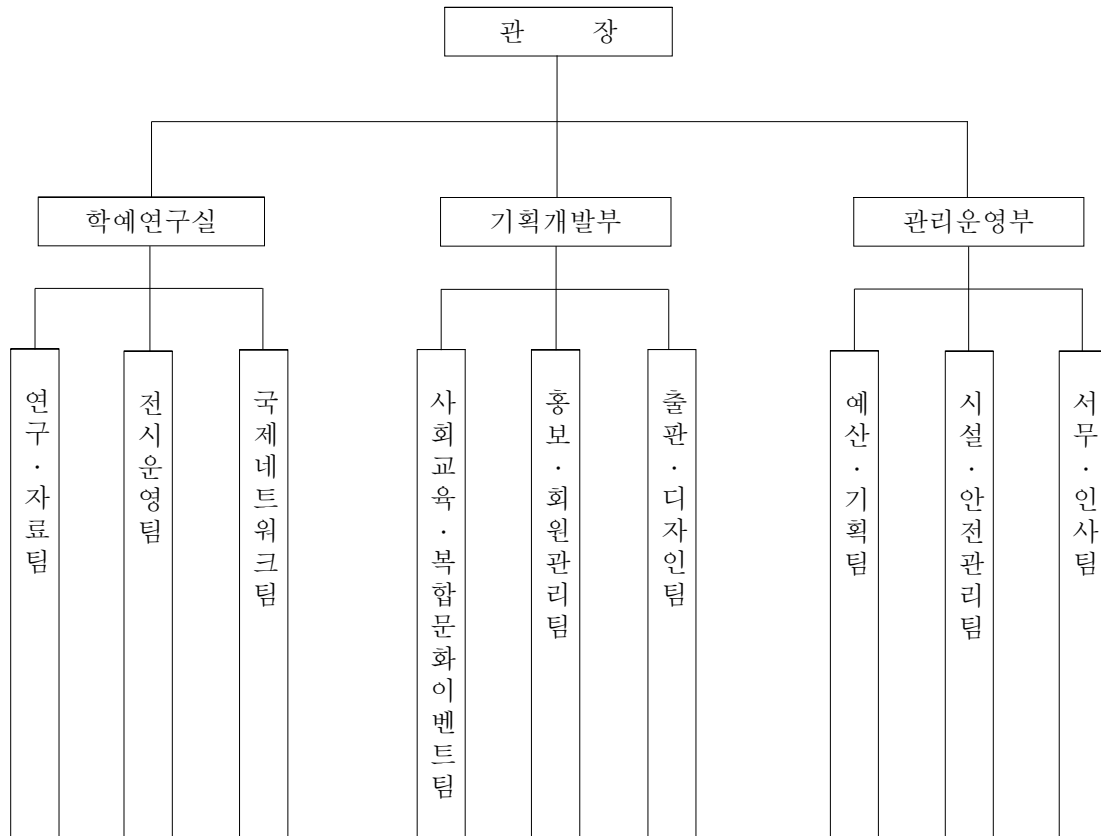 관 장
학예연구실
기획개발부
관리운영부
연구·자료팀
전시운영팀
국제네트워크팀
사회교육·복합문화이벤트팀
홍보·회원관리팀
출판·디자인팀
예산·기획팀
시설·안전관리팀
서무·인사팀